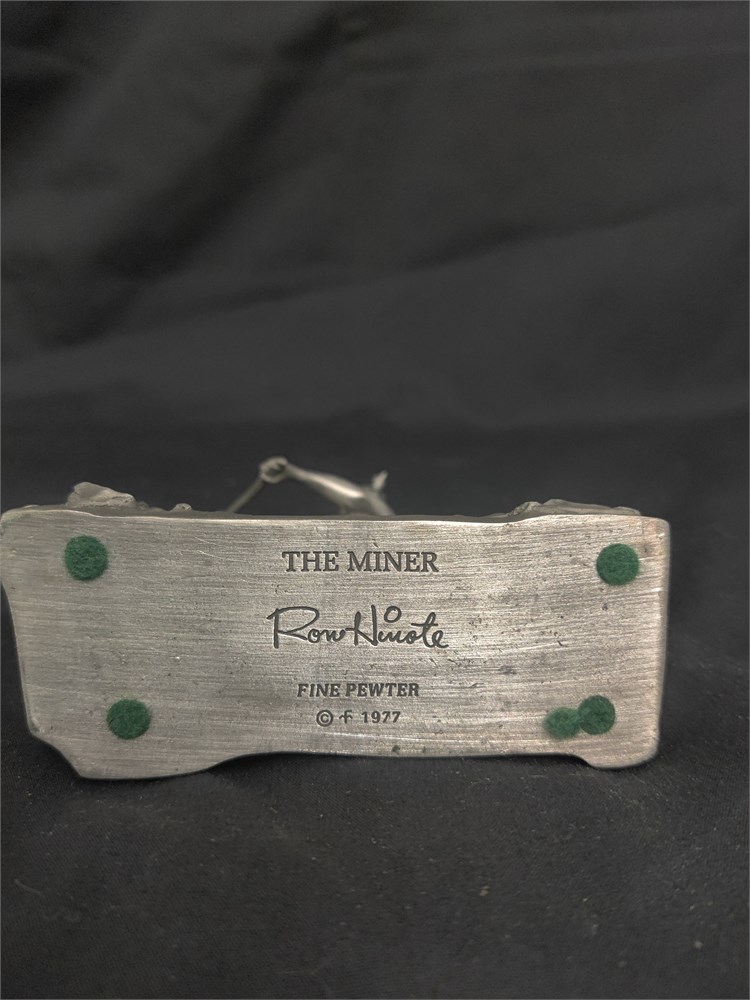 THE MINER
Ron Hinote
FINE PEWTER
© f 1977